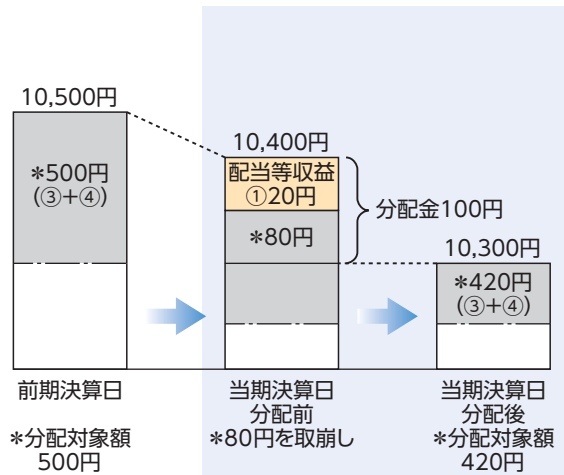 10,500円
*500円
(③+④)
10,400円
配当等収益
①20円
*80円
分配金100円
10,300円
*420円
(③+④)
前期決算日
*分配対象額
500円
当期決算日
分配前
*80円を取崩し
当期決算日
分配後
*分配対象額
420円